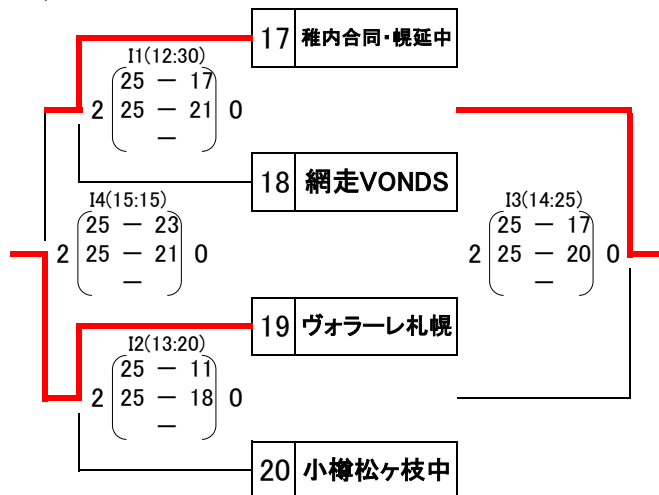 17 稚内合同・幌延中
I1(12:30)
25 － 17
2 25 － 21 0
－
18 網走VONDS
I4(15:15)
25 － 23
2 25 － 21 0
－
I3(14:25)
25 － 17
2 25 － 20 0
－
19 ヴォラーレ札幌
I2(13:20)
25 － 11
2 25 － 18 0
－
20 小樽松ヶ枝中